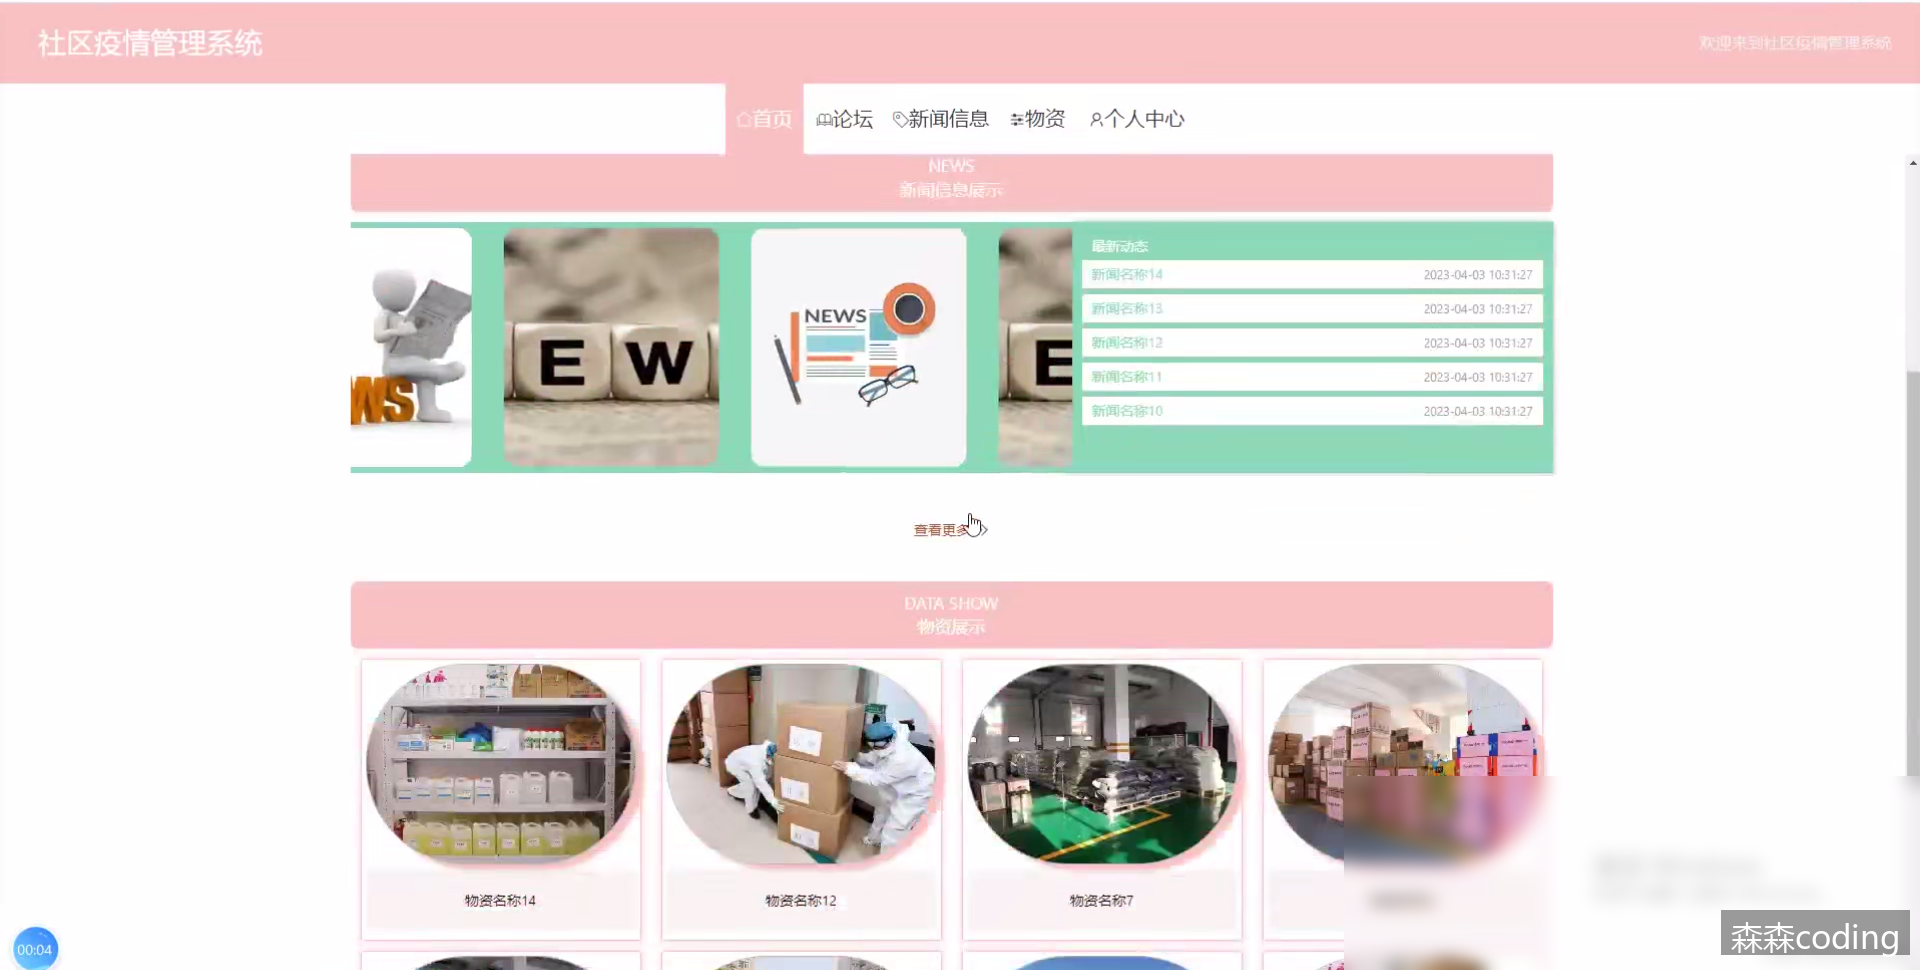 社区疫情管理系统
欢迎来到社区疫情管理系统
首页
论坛
新闻信息
物资
个人中心
NEWS
新闻信息展示
WS
E W
NEWS
E
最新动态
新闻名称14 2023-04-03 10:31:27
新闻名称13 2023-04-03 10:31:27
新闻名称12 2023-04-03 10:31:27
新闻名称11 2023-04-03 10:31:27
新闻名称10 2023-04-03 10:31:27
查看更多
DATA SHOW
物资展示
物资名称14
物资名称12
物资名称7
00:04
森森coding